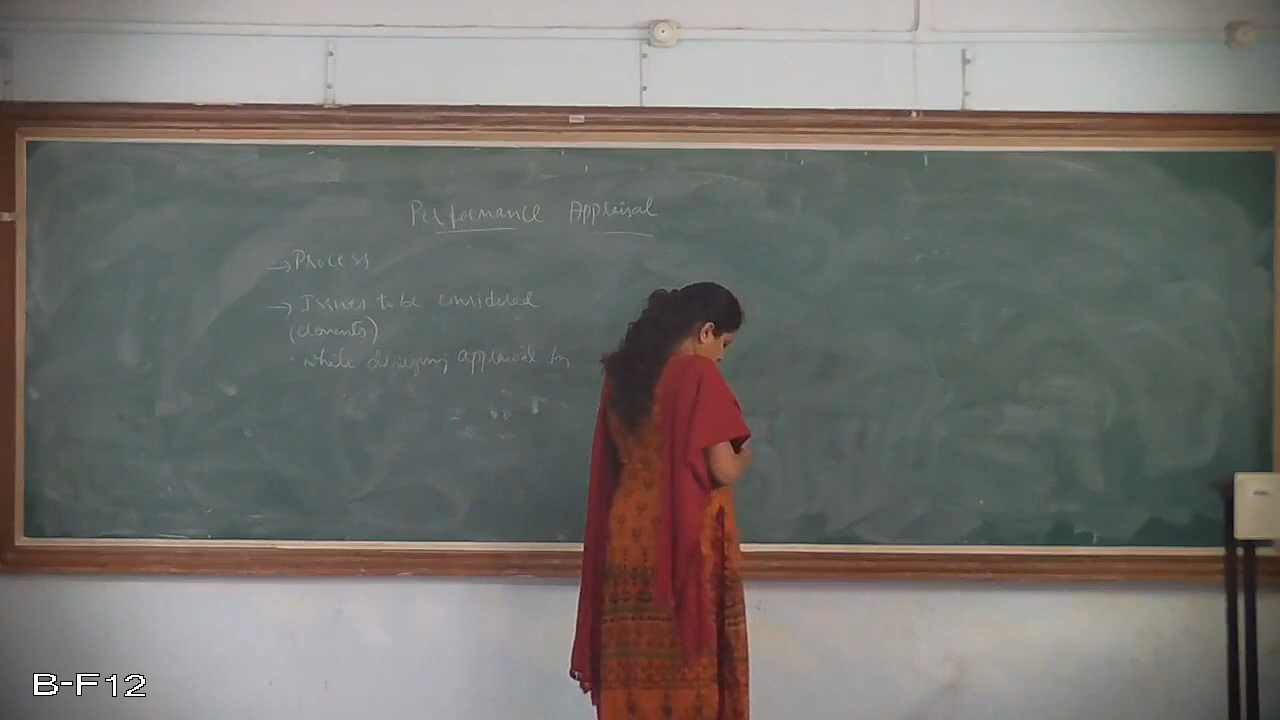 Performance Appraisal
→ Process
→ Issues to be considered
(elements)
while designing appraisal
B-F12